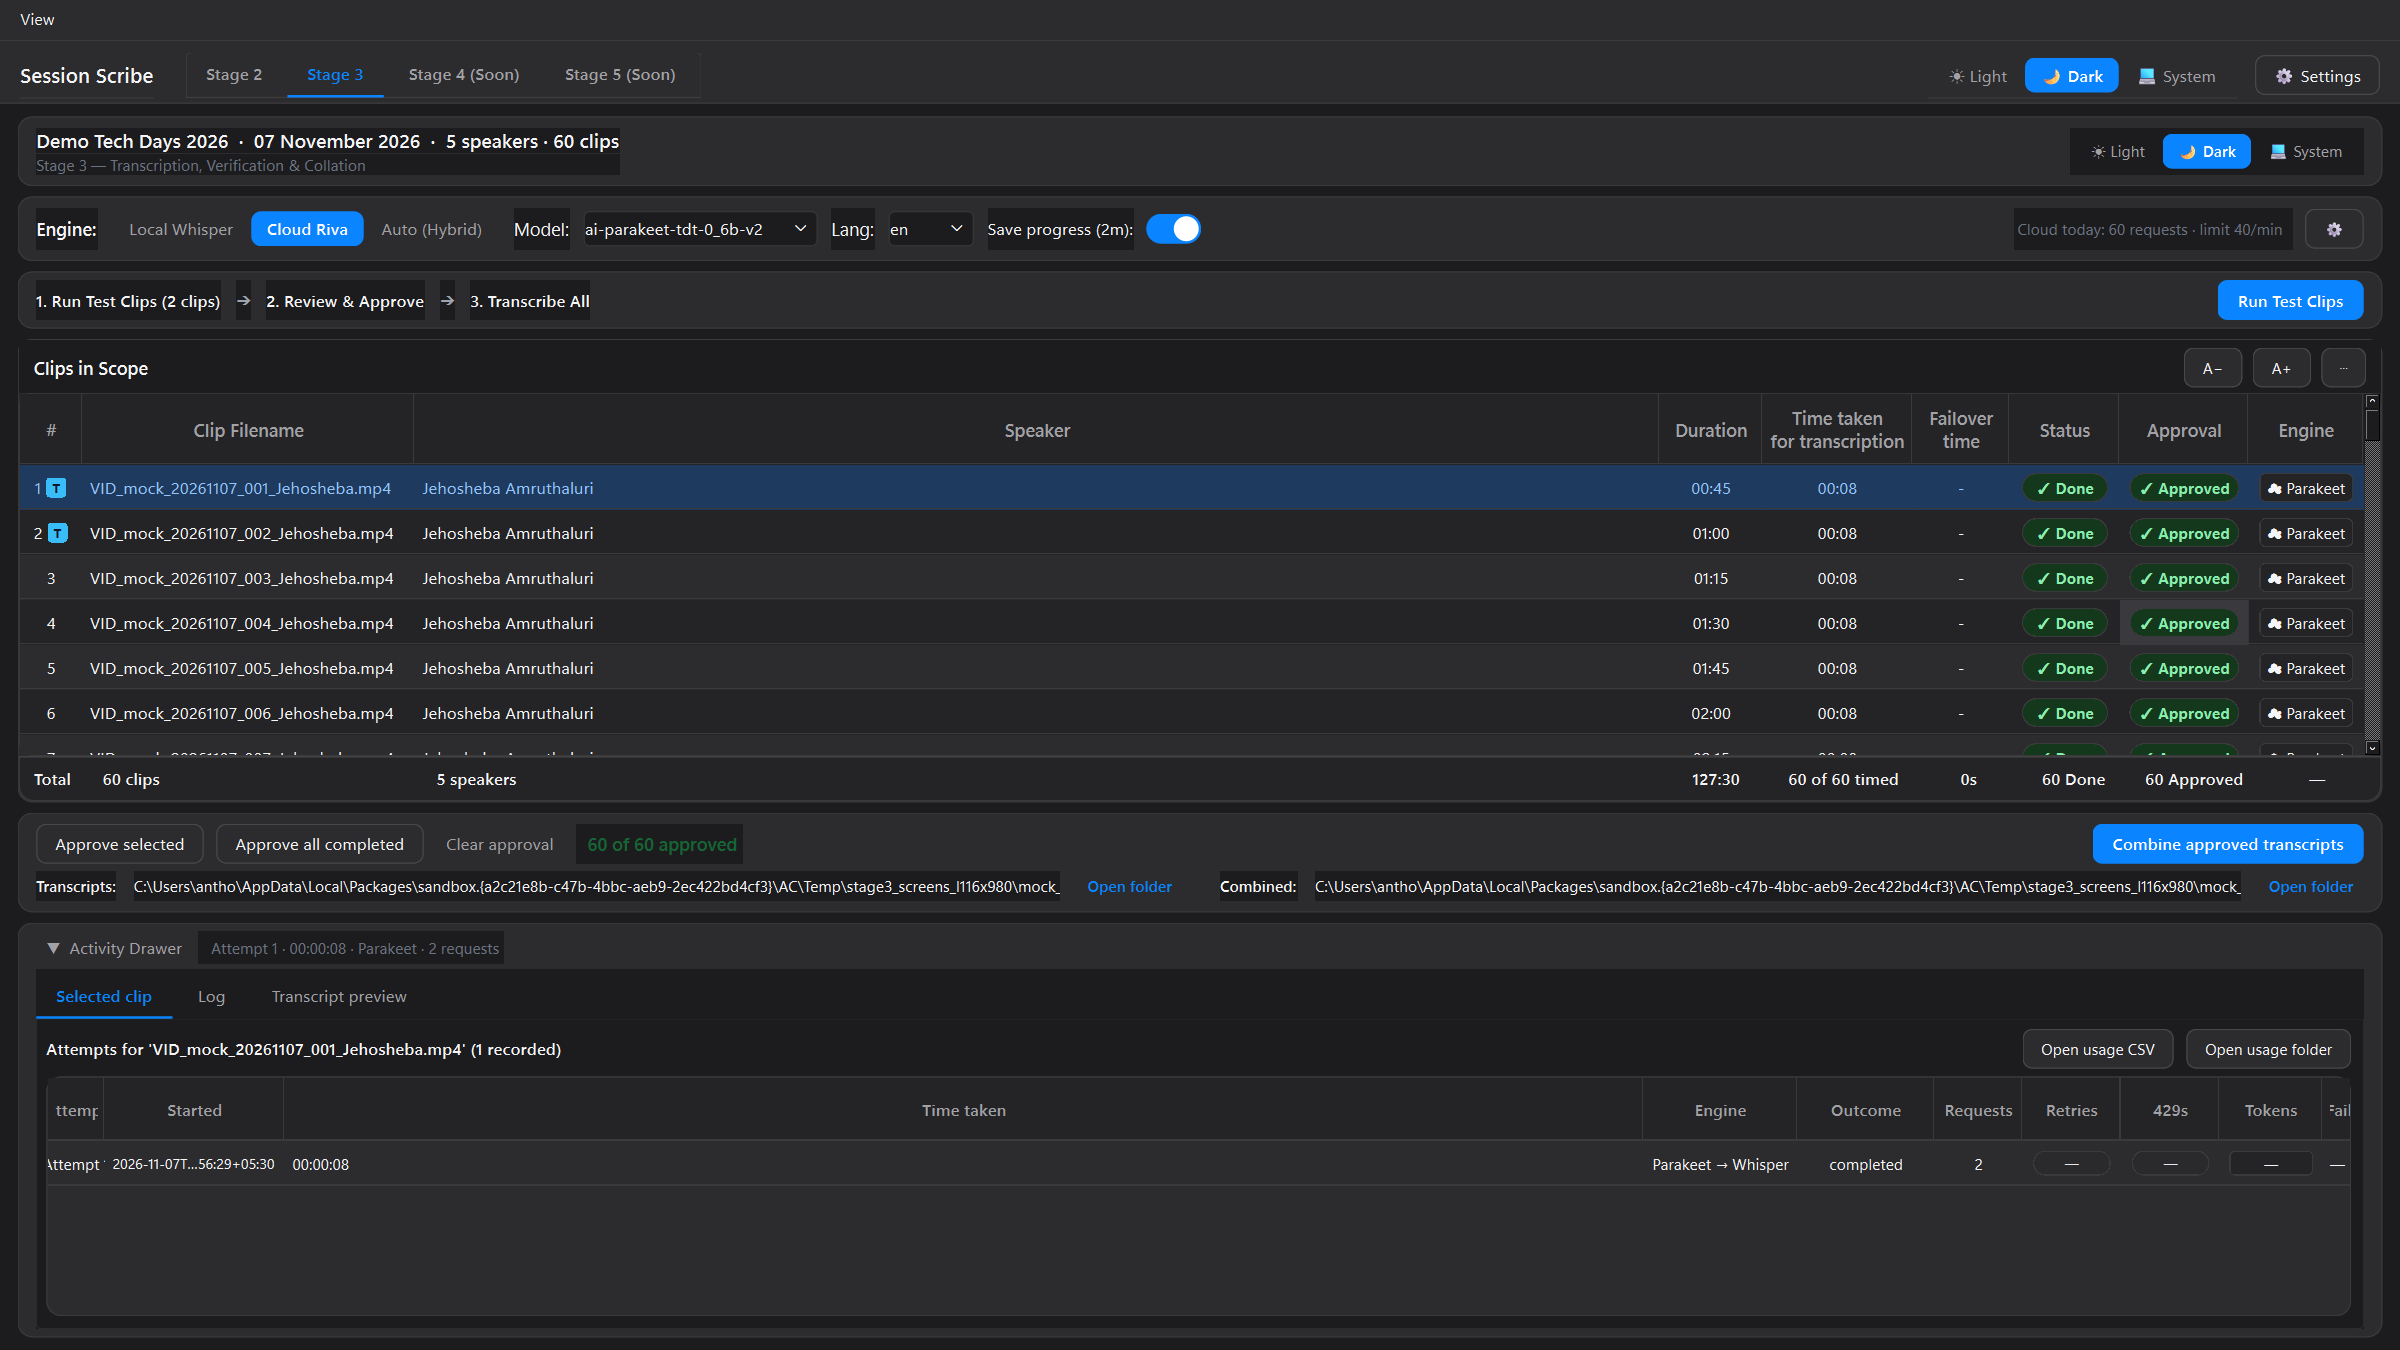 View
Session Scribe
Stage 2
Stage 3
Stage 4 (Soon)
Stage 5 (Soon)
Light
Dark
System
Settings
Demo Tech Days 2026 · 07 November 2026 · 5 speakers · 60 clips
Stage 3 — Transcription, Verification & Collation
Light
Dark
System
Engine: Local Whisper Cloud Riva Auto (Hybrid) Model: ai-parakeet-tdt-0_6b-v2 Lang: en Save progress (2m):
Cloud today: 60 requests · limit 40/min
1. Run Test Clips (2 clips) → 2. Review & Approve → 3. Transcribe All
Run Test Clips
Clips in Scope
A− A+ ...
# Clip Filename Speaker Duration Time taken for transcription Failover time Status Approval Engine
1 T VID_mock_20261107_001_Jehosheba.mp4 Jehosheba Amruthaluri 00:45 00:08 - ✓ Done ✓ Approved Parakeet
2 T VID_mock_20261107_002_Jehosheba.mp4 Jehosheba Amruthaluri 01:00 00:08 - ✓ Done ✓ Approved Parakeet
3 VID_mock_20261107_003_Jehosheba.mp4 Jehosheba Amruthaluri 01:15 00:08 - ✓ Done ✓ Approved Parakeet
4 VID_mock_20261107_004_Jehosheba.mp4 Jehosheba Amruthaluri 01:30 00:08 - ✓ Done ✓ Approved Parakeet
5 VID_mock_20261107_005_Jehosheba.mp4 Jehosheba Amruthaluri 01:45 00:08 - ✓ Done ✓ Approved Parakeet
6 VID_mock_20261107_006_Jehosheba.mp4 Jehosheba Amruthaluri 02:00 00:08 - ✓ Done ✓ Approved Parakeet
Total 60 clips 5 speakers 127:30 60 of 60 timed 0s 60 Done 60 Approved —
Approve selected Approve all completed Clear approval 60 of 60 approved
Combine approved transcripts
Transcripts: C:\Users\antho\AppData\Local\Packages\sandbox.{a2c21e8b-c47b-4bbc-aeb9-2ec422bd4cf3}\AC\Temp\stage3_screens_l116x980\mock_ Open folder
Combined: C:\Users\antho\AppData\Local\Packages\sandbox.{a2c21e8b-c47b-4bbc-aeb9-2ec422bd4cf3}\AC\Temp\stage3_screens_l116x980\mock_ Open folder
▼ Activity Drawer Attempt 1 · 00:00:08 · Parakeet · 2 requests
Selected clip Log Transcript preview
Attempts for 'VID_mock_20261107_001_Jehosheba.mp4' (1 recorded)
Open usage CSV
Open usage folder
ttemp Started Time taken Engine Outcome Requests Retries 429s Tokens Fail
Attempt 2026-11-07T...56:29+05:30 00:00:08 Parakeet → Whisper completed 2 — — — —